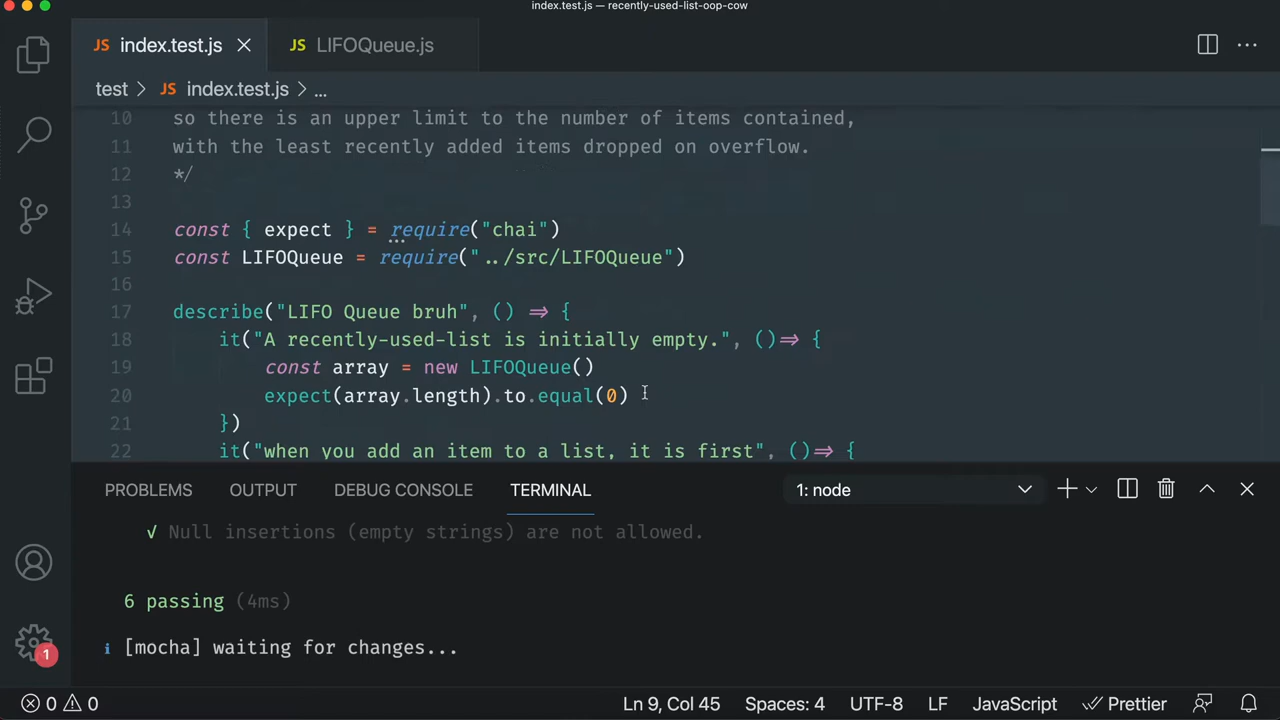 index.test.js — recently-used-list-oop-cow
JS index.test.js
JS LIFOQueue.js
test > JS index.test.js > ...
10 so there is an upper limit to the number of items contained,
11 with the least recently added items dropped on overflow.
12 */
13
14 const { expect } = require("chai")
15 const LIFOQueue = require("../src/LIFOQueue")
16
17 describe("LIFO Queue bruh", () => {
18 it("A recently-used-list is initially empty.", ()=> {
19 const array = new LIFOQueue()
20 expect(array.length).to.equal(0)
21 })
22 it("when you add an item to a list, it is first", ()=> {
PROBLEMS OUTPUT DEBUG CONSOLE TERMINAL 1: node
√ Null insertions (empty strings) are not allowed.
6 passing (4ms)
i [mocha] waiting for changes...
1
0 0 Ln 9, Col 45 Spaces: 4 UTF-8 LF JavaScript Prettier